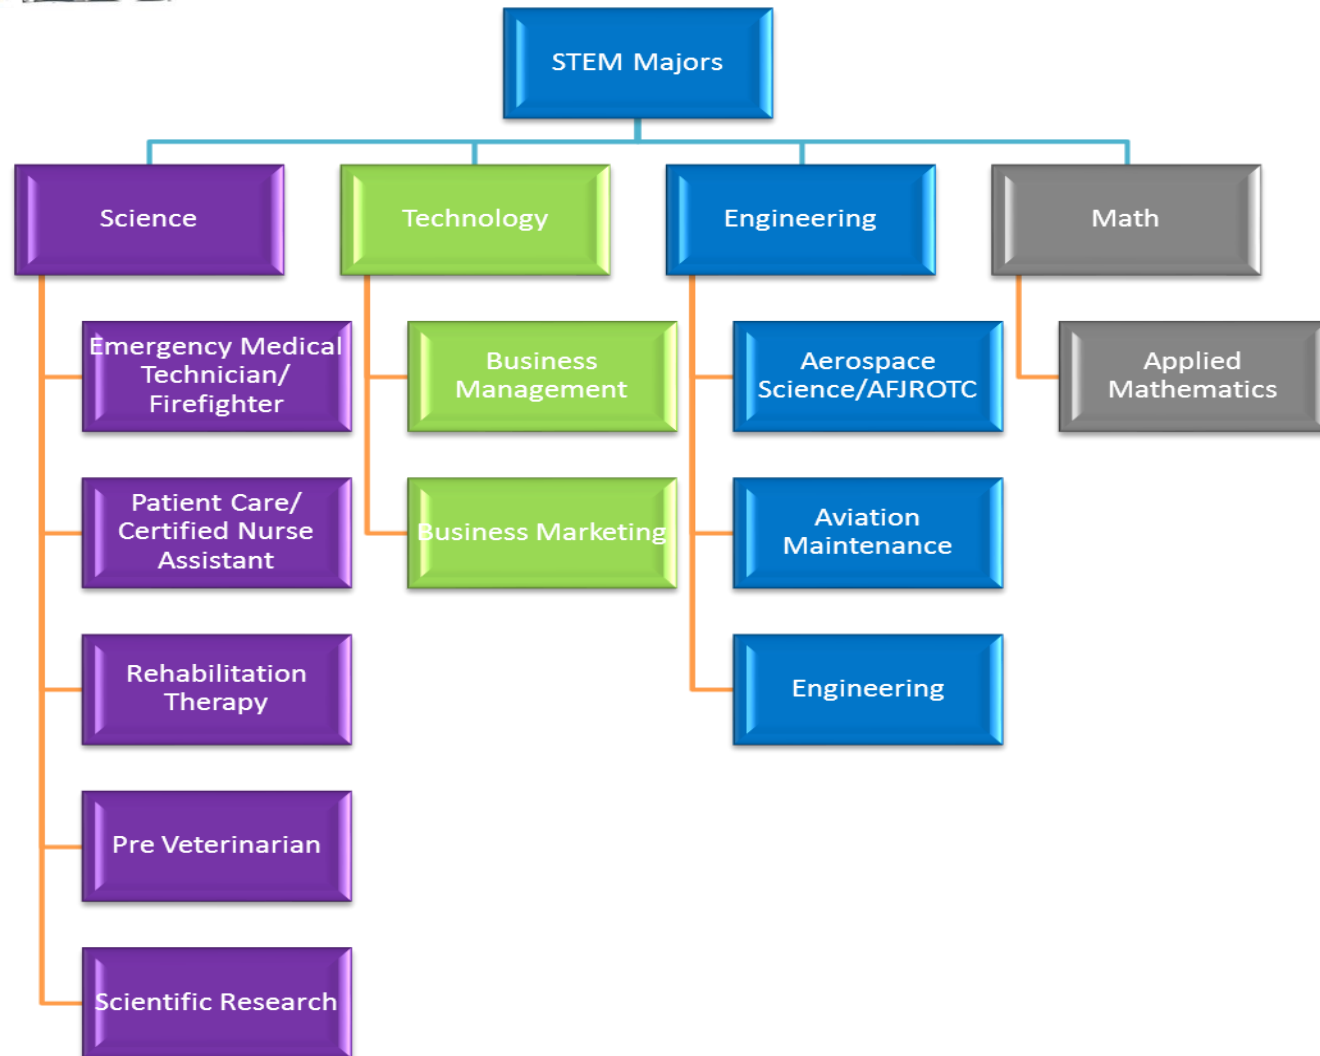 STEM Majors
Science
Technology
Engineering
Math
Emergency Medical
Technician/
Firefighter
Business
Management
Aerospace
Science/AFJROTC
Applied
Mathematics
Patient Care/
Certified Nurse
Assistant
Business Marketing
Aviation
Maintenance
Rehabilitation
Therapy
Engineering
Pre Veterinarian
Scientific Research